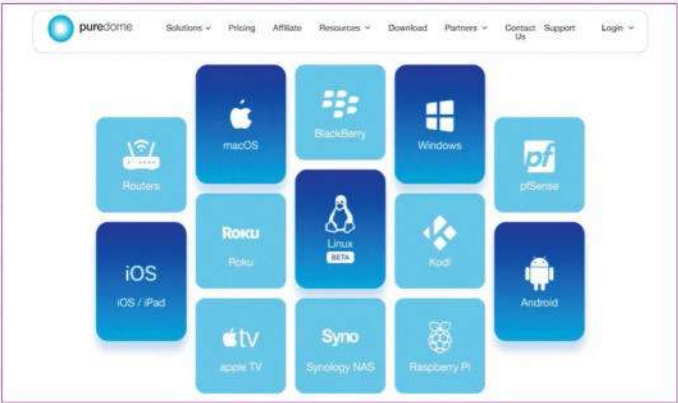 puredome
Solutions Pricing Affiliate Resources Download Partners Contact Us Support Login
macOS
BlackBerry
Windows
Routers
pf
pfSense
ROKU
Roku
Linux
BETA
Kodi
iOS
iOS / iPad
Android
tv
apple TV
Syno
Synology NAS
Raspberry PI